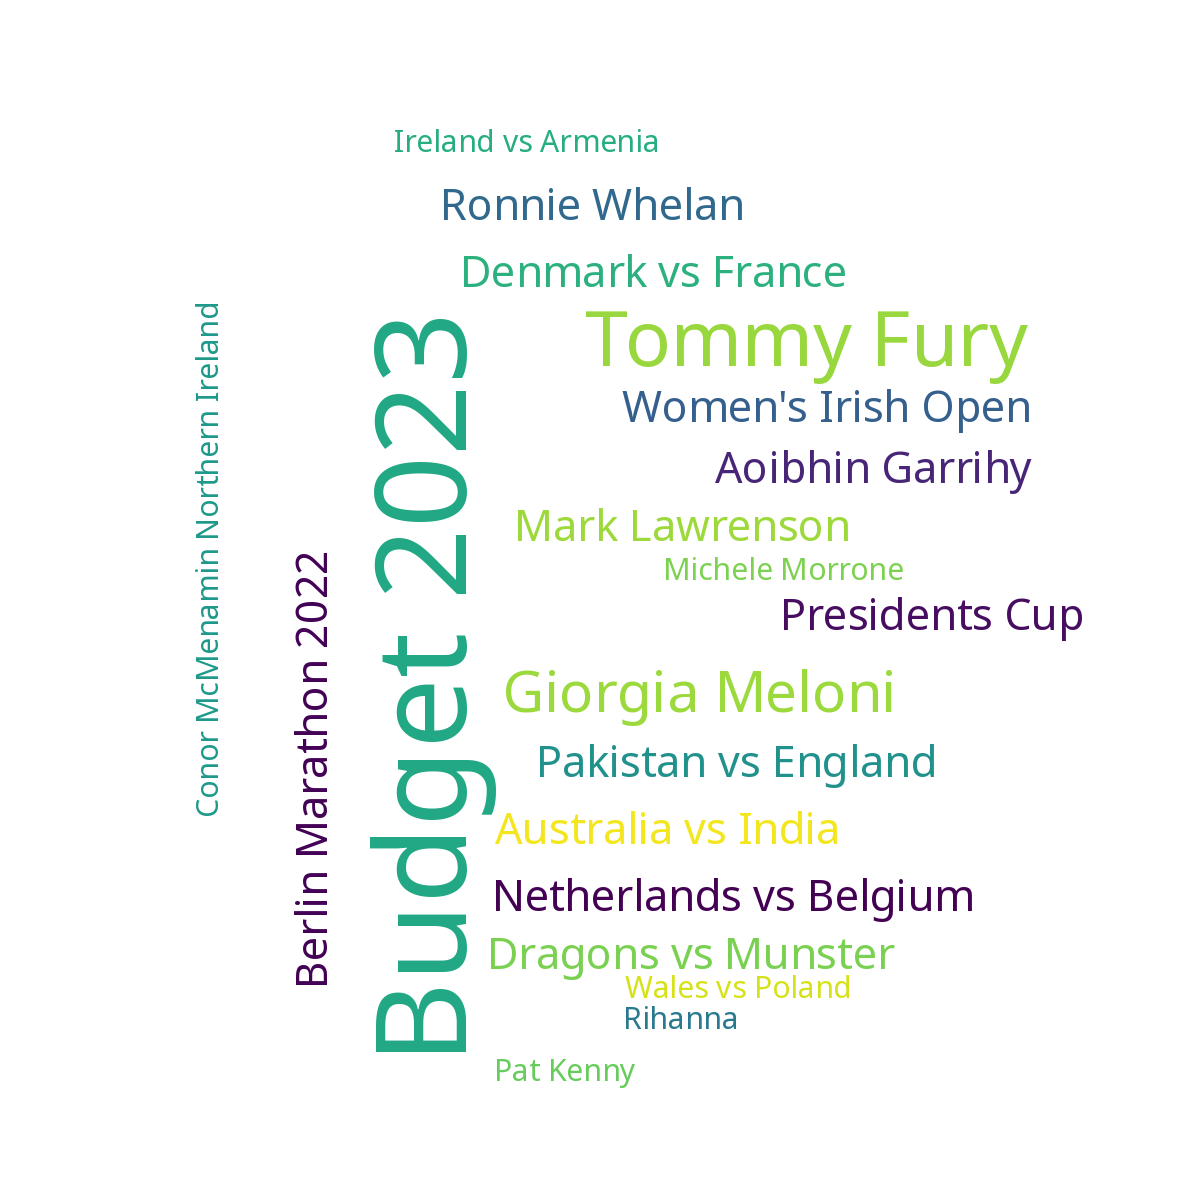 Ireland vs Armenia
Ronnie Whelan
Denmark vs France
Tommy Fury
Women's Irish Open
Aoibhin Garrihy
Mark Lawrenson
Michele Morrone
Presidents Cup
Giorgia Meloni
Pakistan vs England
Australia vs India
Netherlands vs Belgium
Dragons vs Munster
Wales vs Poland
Rihanna
Pat Kenny
Budget 2023
Berlin Marathon 2022
Conor McMenamin Northern Ireland